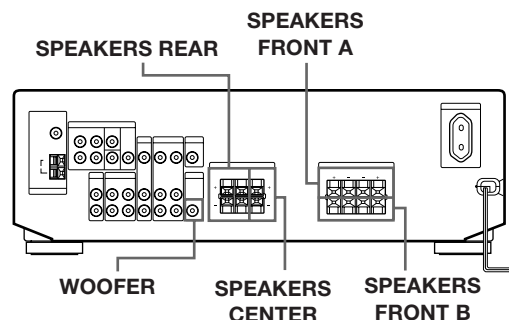 SPEAKERS
FRONT A
SPEAKERS REAR
WOOFER
SPEAKERS
CENTER
SPEAKERS
FRONT B